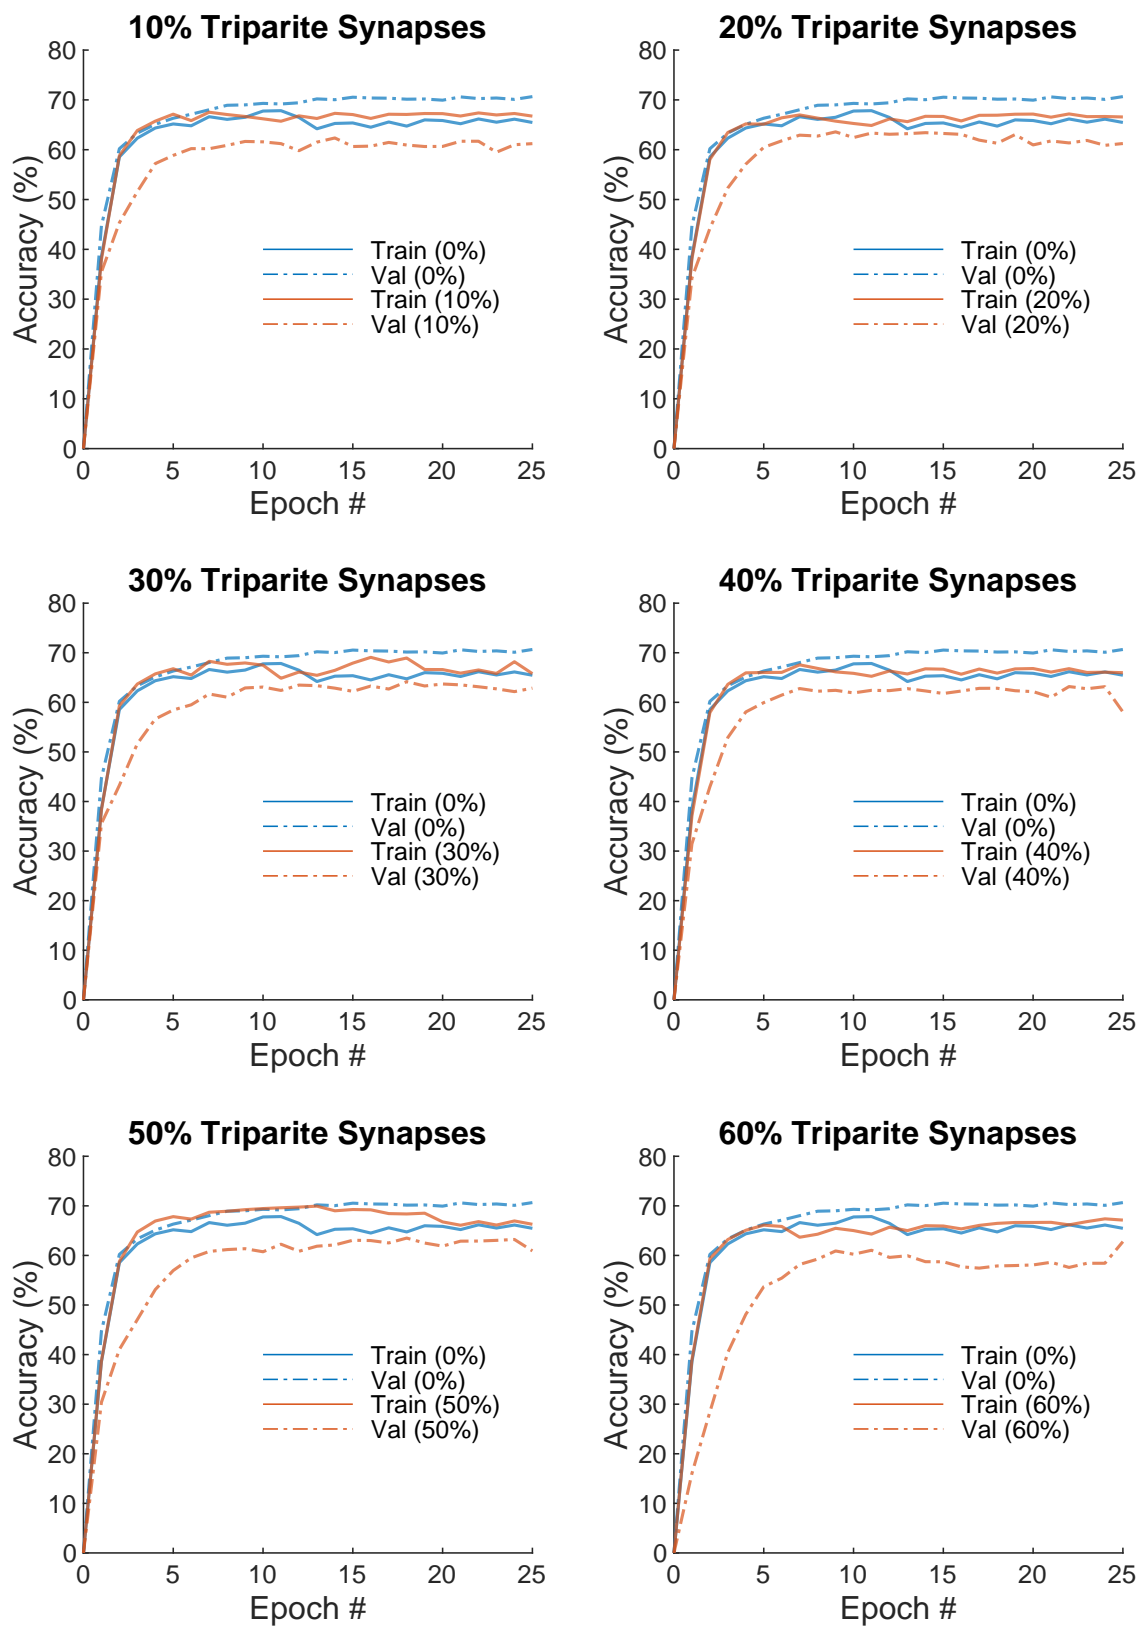 10% Triparite Synapses
80
70
60
50
40
30
20
10
0
Accuracy (%)
Train (0%)
Val (0%)
Train (10%)
Val (10%)
0 5 10 15 20 25
Epoch #
20% Triparite Synapses
80
70
60
50
40
30
20
10
0
Accuracy (%)
Train (0%)
Val (0%)
Train (20%)
Val (20%)
0 5 10 15 20 25
Epoch #
30% Triparite Synapses
80
70
60
50
40
30
20
10
0
Accuracy (%)
Train (0%)
Val (0%)
Train (30%)
Val (30%)
0 5 10 15 20 25
Epoch #
40% Triparite Synapses
80
70
60
50
40
30
20
10
0
Accuracy (%)
Train (0%)
Val (0%)
Train (40%)
Val (40%)
0 5 10 15 20 25
Epoch #
50% Triparite Synapses
80
70
60
50
40
30
20
10
0
Accuracy (%)
Train (0%)
Val (0%)
Train (50%)
Val (50%)
0 5 10 15 20 25
Epoch #
60% Triparite Synapses
80
70
60
50
40
30
20
10
0
Accuracy (%)
Train (0%)
Val (0%)
Train (60%)
Val (60%)
0 5 10 15 20 25
Epoch #